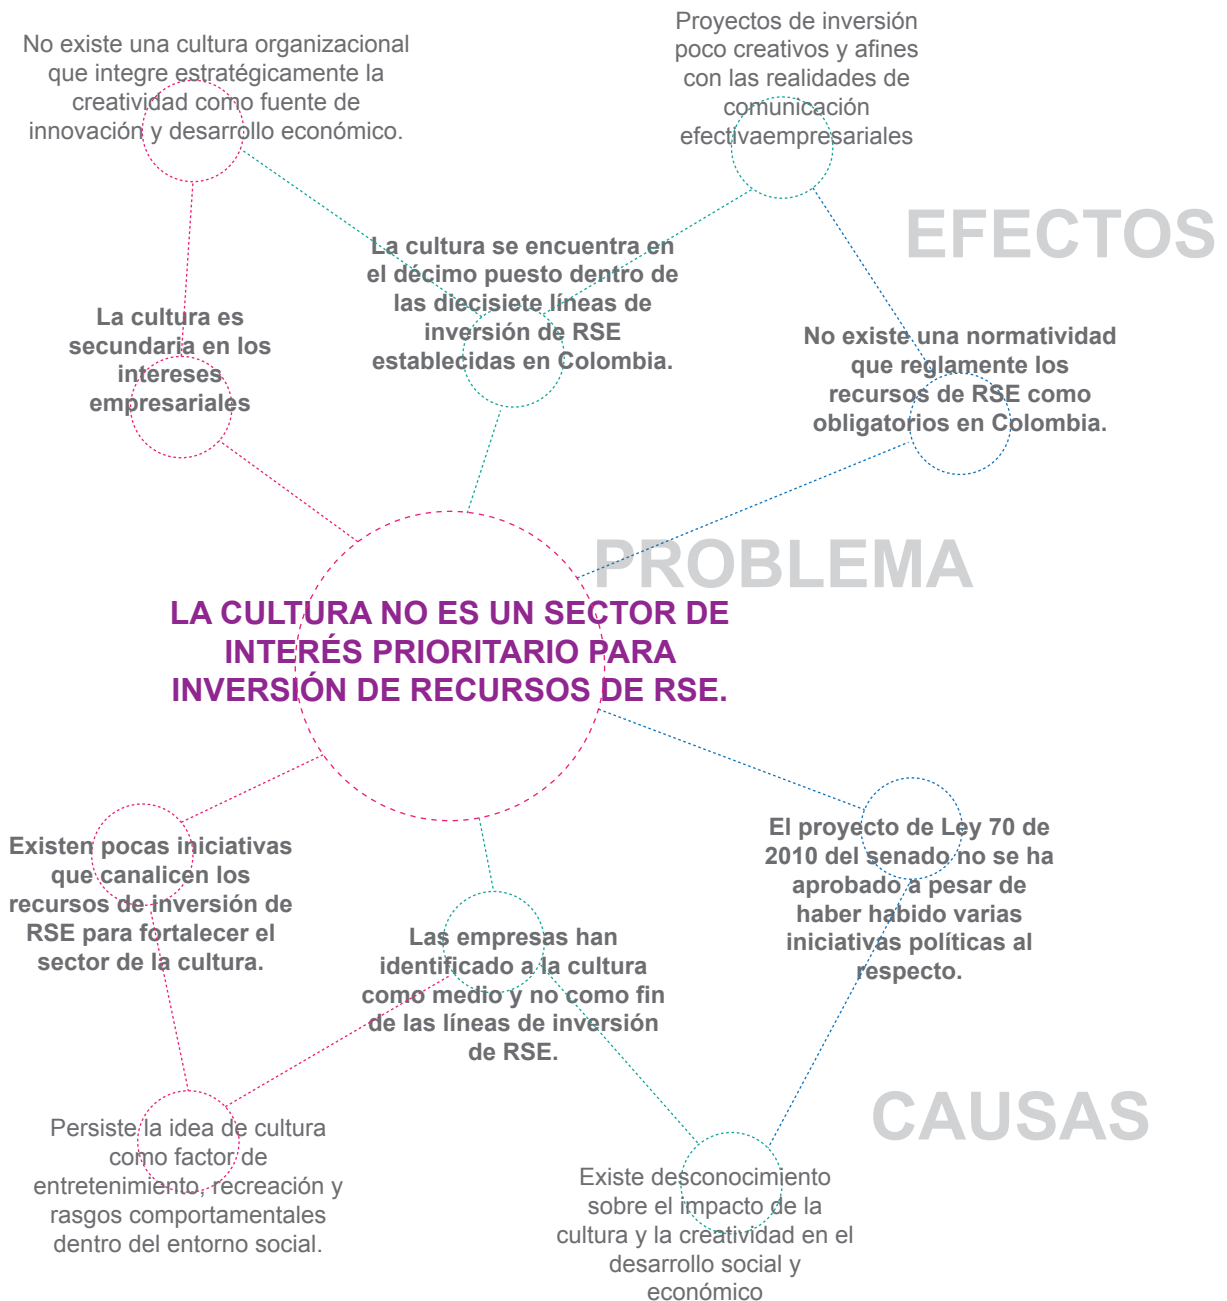 No existe una cultura organizacional
que integre estratégicamente la
creatividad como fuente de
innovación y desarrollo económico.
Proyectos de inversión
poco creativos y afines
con las realidades de
comunicación
efectivaempresariales
EFECTOS
La cultura es
secundaria en los
intereses
empresariales
La cultura se encuentra en
el décimo puesto dentro de
las diecisiete líneas de
inversión de RSE
establecidas en Colombia.
No existe una normatividad
que reglamente los
recursos de RSE como
obligatorios en Colombia.
PROBLEMA
LA CULTURA NO ES UN SECTOR DE
INTERÉS PRIORITARIO PARA
INVERSIÓN DE RECURSOS DE RSE.
Existen pocas iniciativas
que canalicen los
recursos de inversión de
RSE para fortalecer el
sector de la cultura.
Las empresas han
identificado a la cultura
como medio y no como fin
de las líneas de inversión
de RSE.
El proyecto de Ley 70 de
2010 del senado no se ha
aprobado a pesar de
haber habido varias
iniciativas políticas al
respecto.
CAUSAS
Persiste la idea de cultura
como factor de
entretenimiento, recreación y
rasgos comportamentales
dentro del entorno social.
Existe desconocimiento
sobre el impacto de la
cultura y la creatividad en el
desarrollo social y
económico